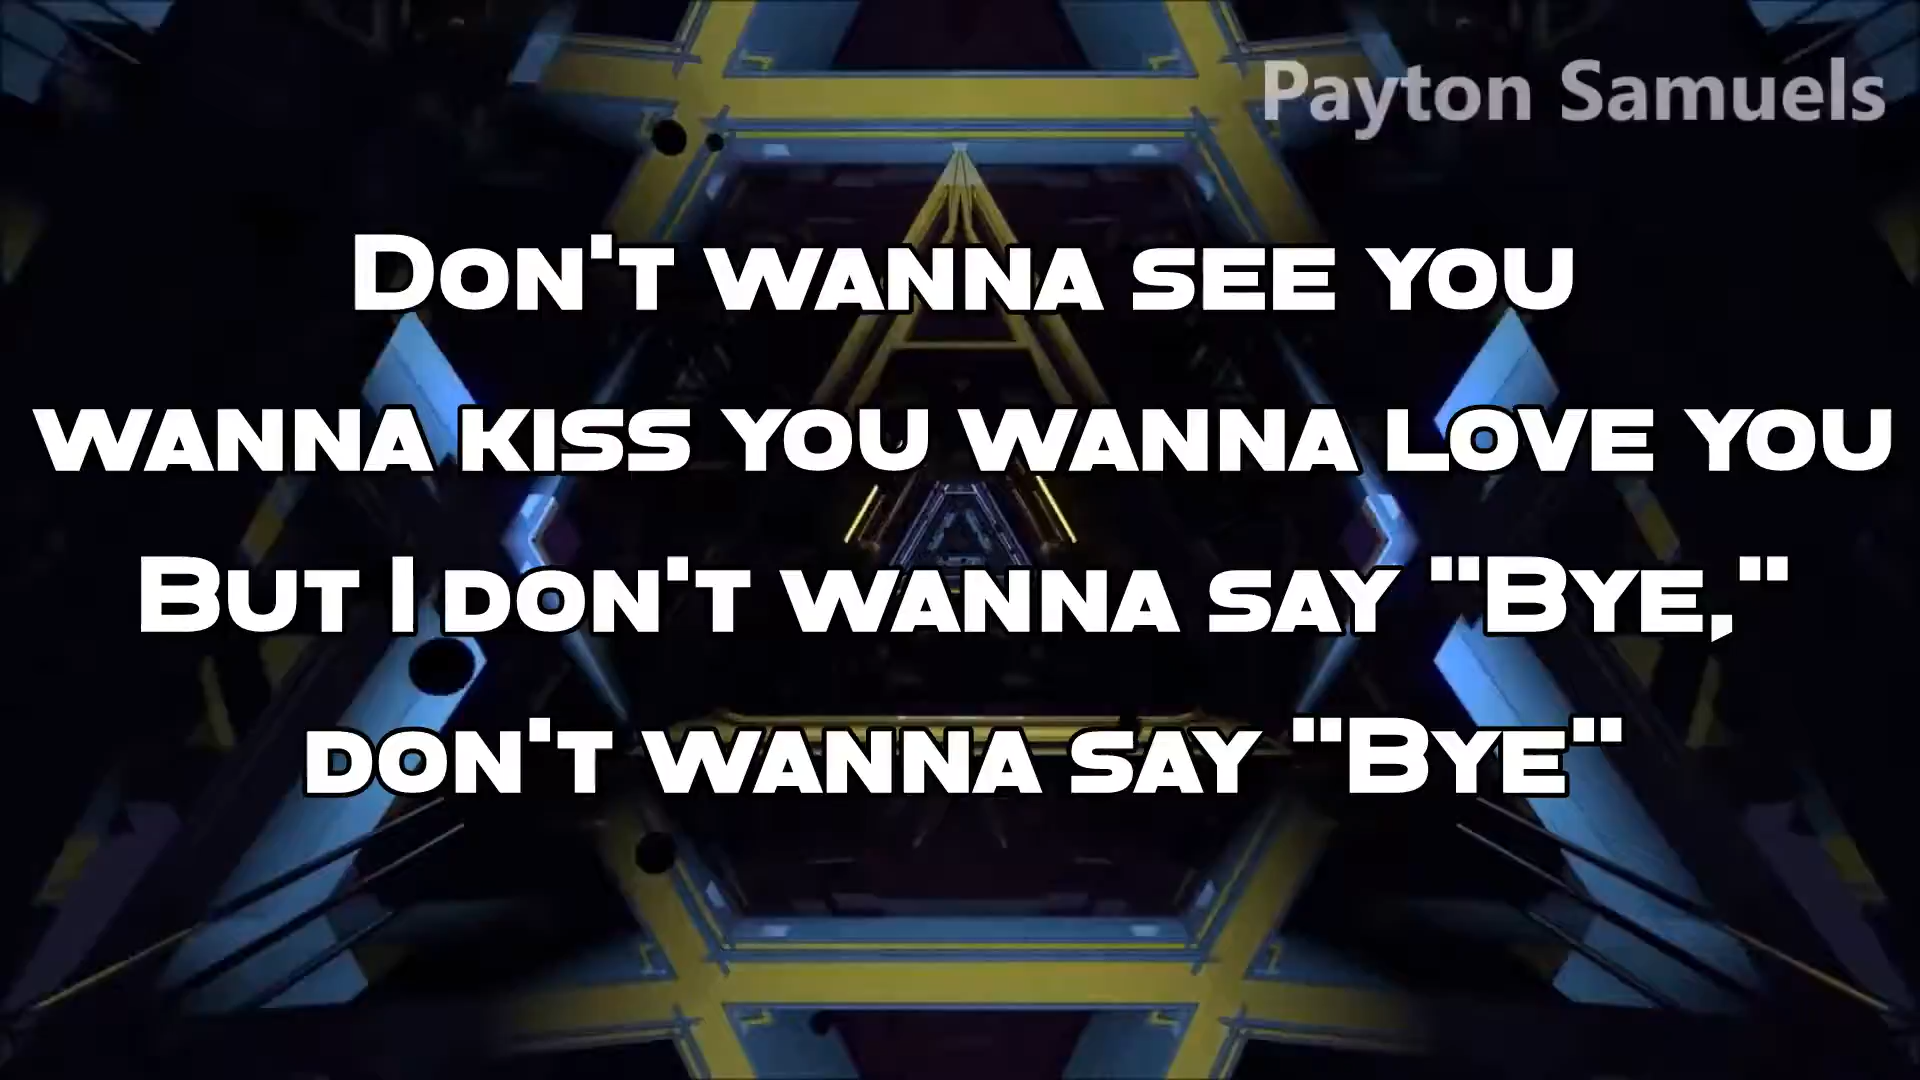 Payton Samuels
Don't wanna see you
wanna kiss you wanna love you
But I don't wanna say "Bye,"
don't wanna say "Bye"